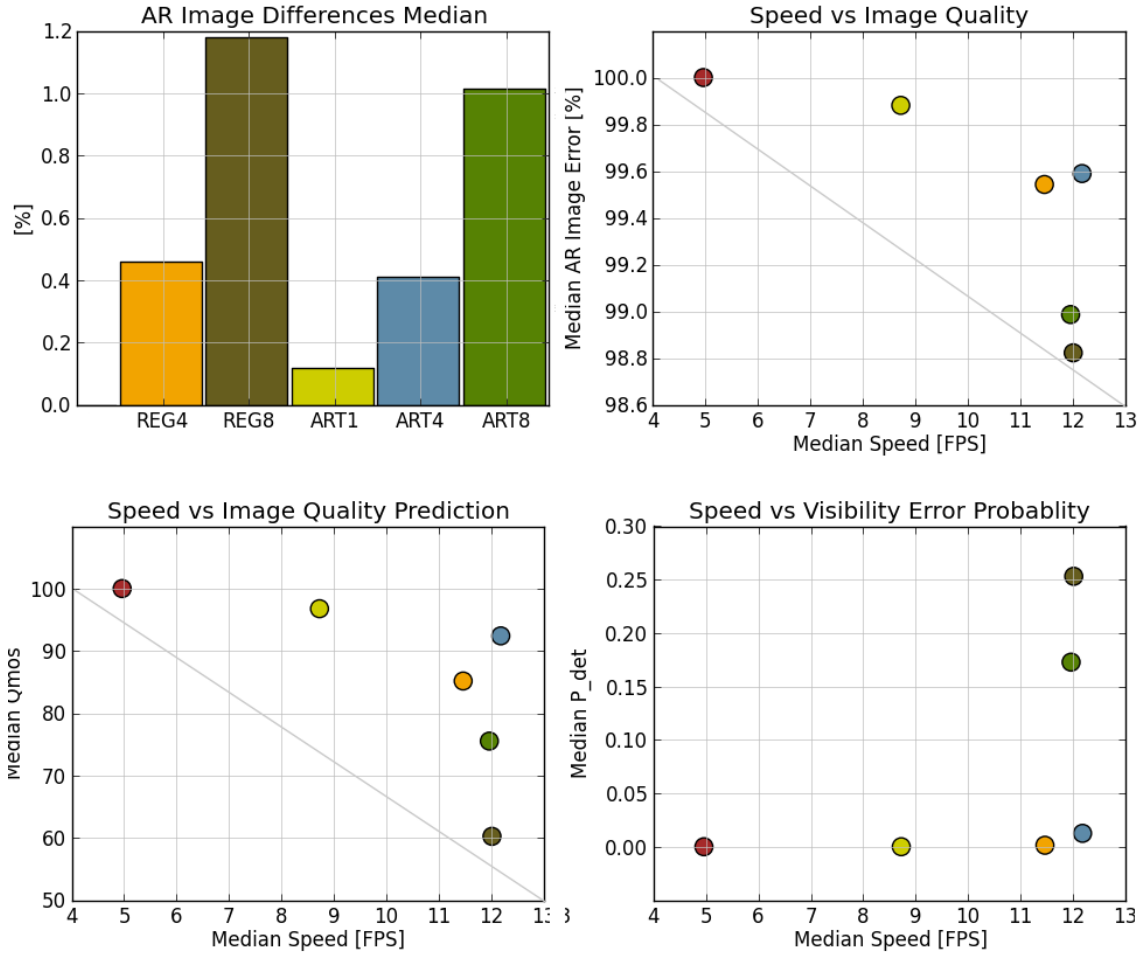 AR Image Differences Median
[%]
1.2
1.0
0.8
0.6
0.4
0.2
0.0
REG4 REG8 ART1 ART4 ART8
Speed vs Image Quality
Median AR Image Error [%]
100.0
99.8
99.6
99.4
99.2
99.0
98.8
98.6
4 5 6 7 8 9 10 11 12 13
Median Speed [FPS]
Speed vs Image Quality Prediction
Median Qmos
100
90
80
70
60
50
4 5 6 7 8 9 10 11 12 13
Median Speed [FPS]
Speed vs Visibility Error Probablity
Median P_det
0.30
0.25
0.20
0.15
0.10
0.05
0.00
4 5 6 7 8 9 10 11 12 13
Median Speed [FPS]